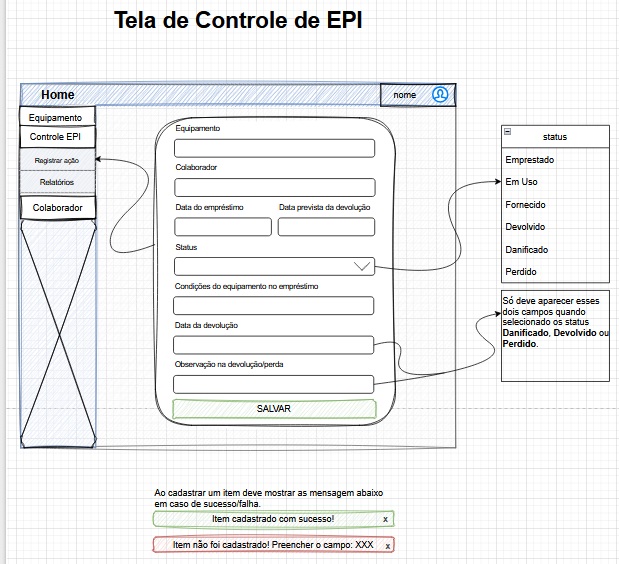 Tela de Controle de EPI
Home
nome
Equipamento
Controle EPI
Registrar ação
Relatórios
Colaborador
Equipamento
Colaborador
Data do empréstimo
Data prevista da devolução
Status
Condições do equipamento no empréstimo
Data da devolução
Observação na devolução/perda
SALVAR
status
Emprestado
Em Uso
Fornecido
Devolvido
Danificado
Perdido
Só deve aparecer esses
dois campos quando
selecionado os status
Danificado, Devolvido ou
Perdido.
Ao cadastrar um item deve mostrar as mensagem abaixo
em caso de sucesso/falha.
Item cadastrado com sucesso! x
Item não foi cadastrado! Preencher o campo: XXX x